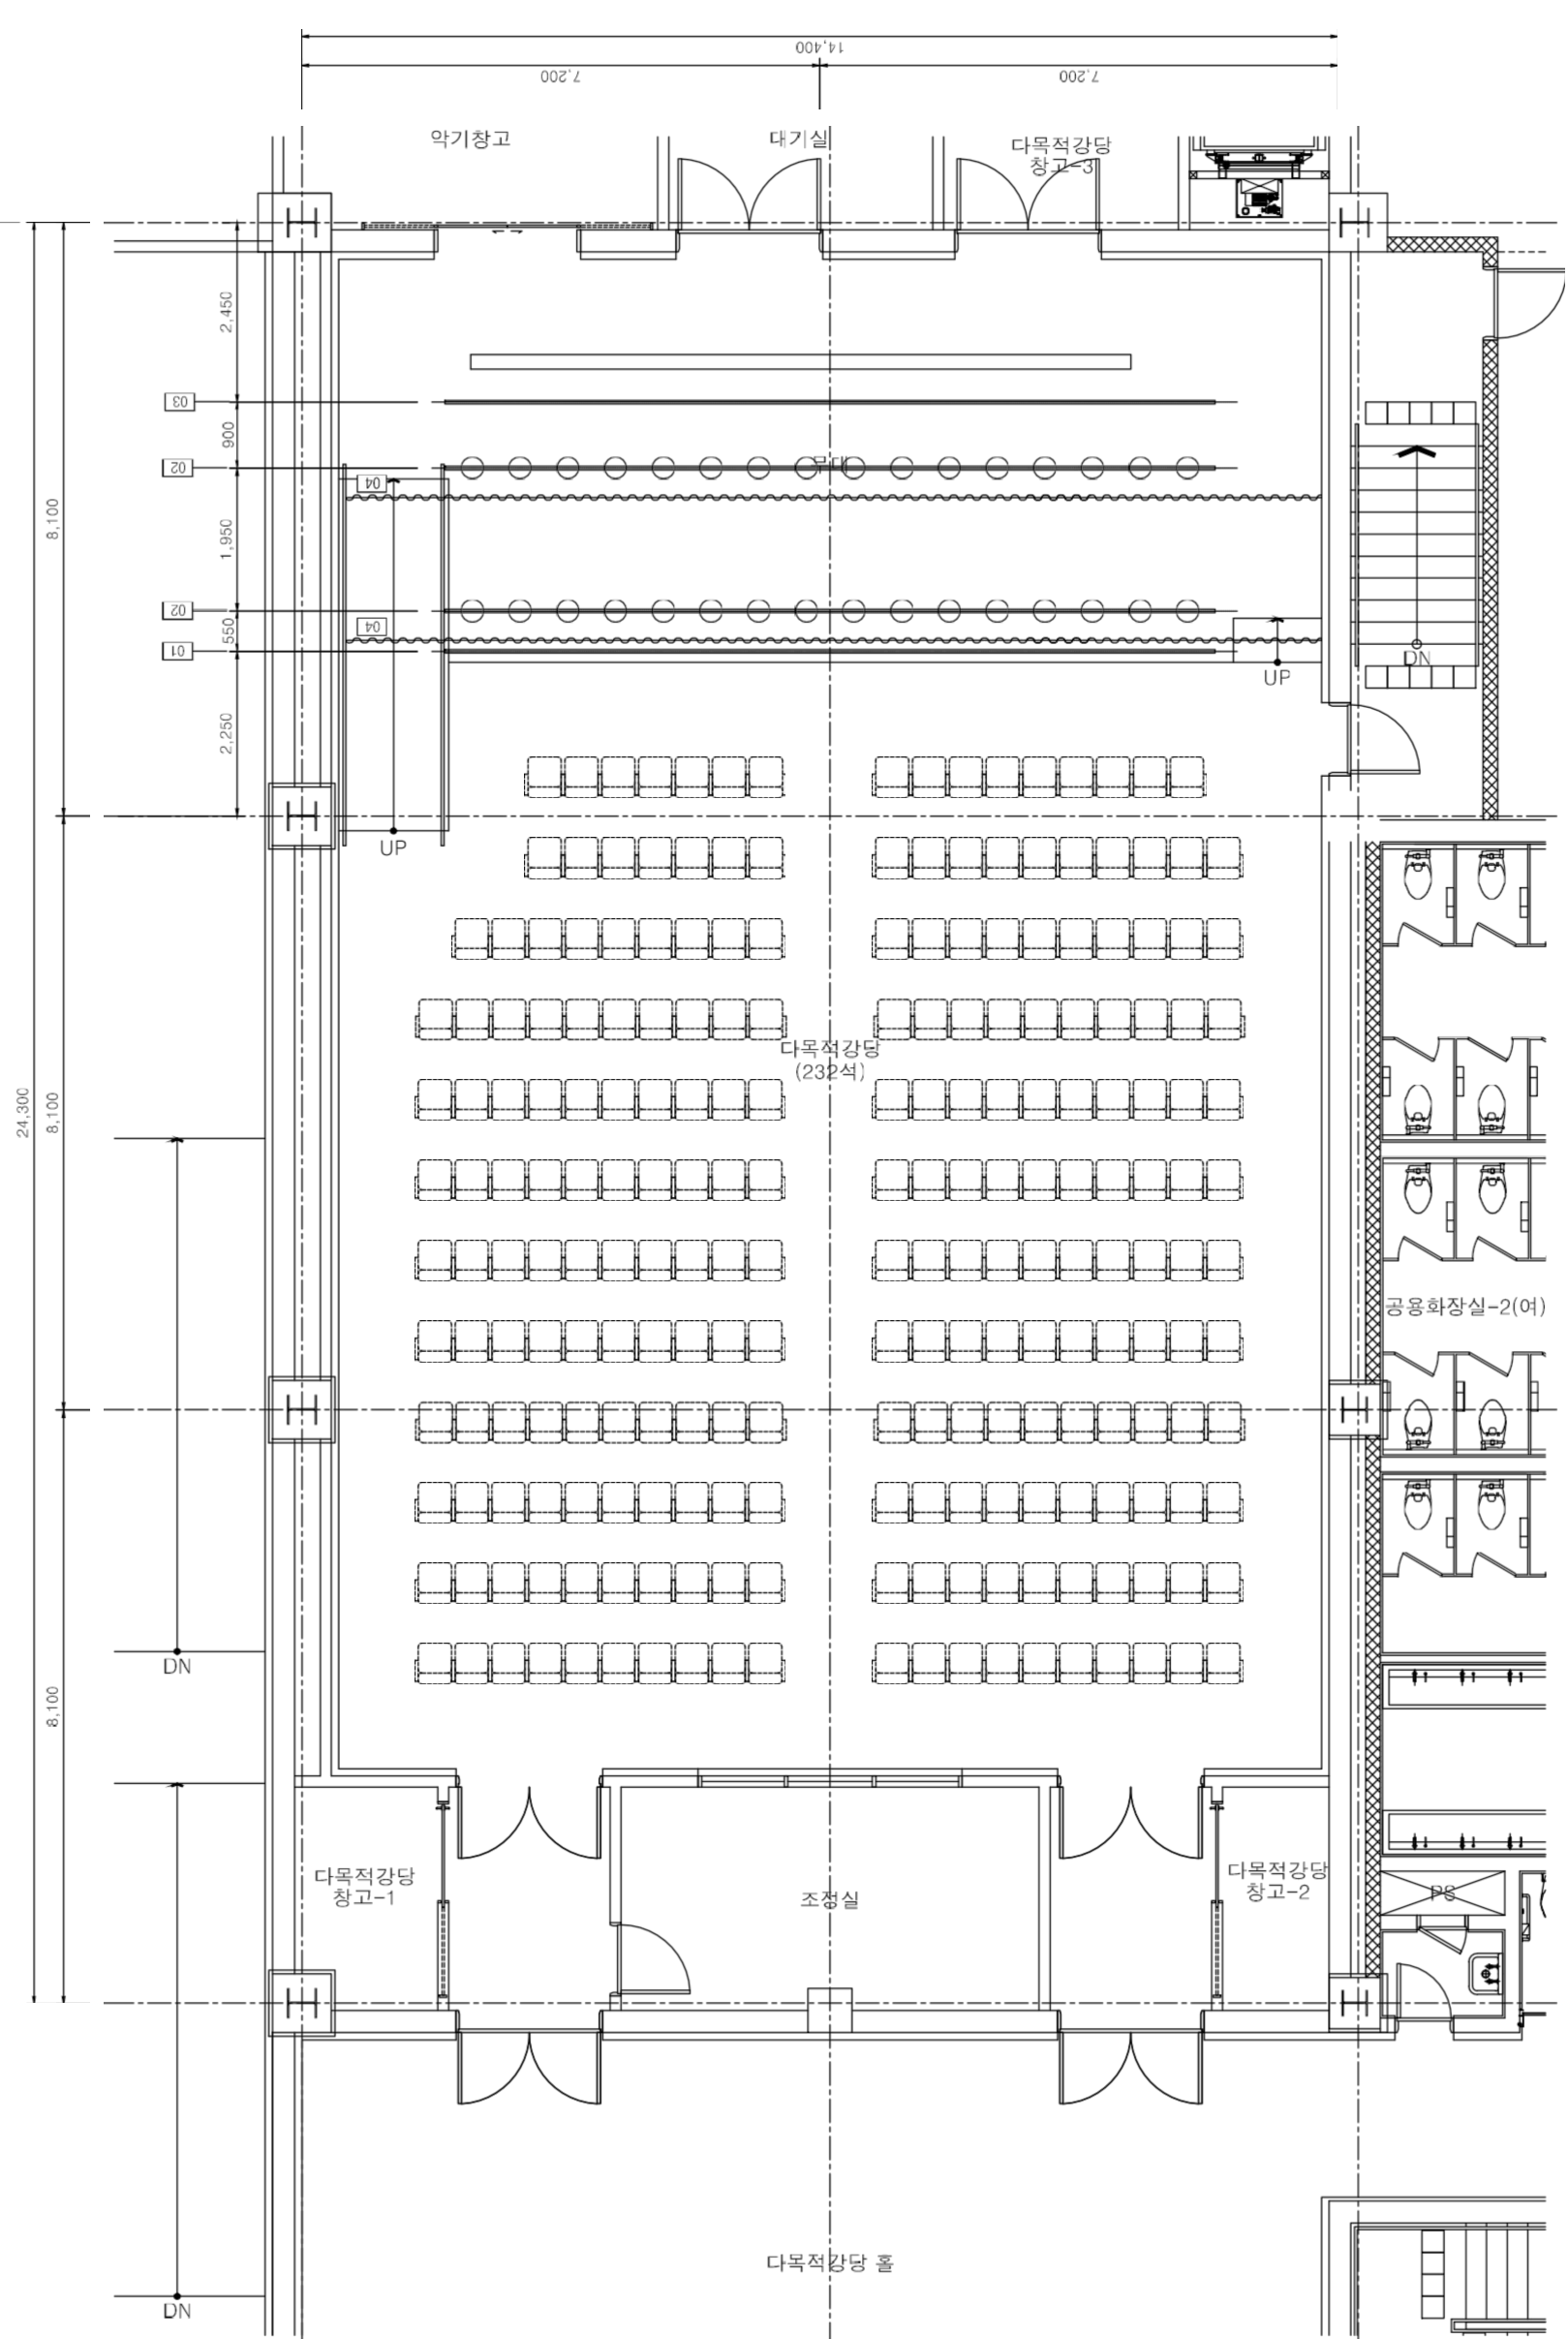 14,400
7,200
7,200
악기창고
대기실
다목적강당
창고-3
2,450
03
900
02
무대
04
8,100
1,950
02
550
04
01
DN
UP
2,250
UP
다목적강당
(232석)
24,300
8,100
공용화장실-2(여)
DN
8,100
다목적강당
창고-1
조정실
다목적강당
창고-2
PS
다목적강당 홀
DN